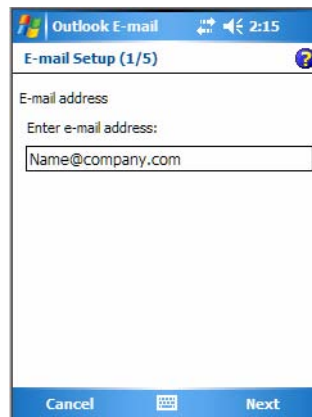 Outlook E-mail 2:15
E-mail Setup (1/5)
?
E-mail address
Enter e-mail address:
Name@company.com
Cancel Next